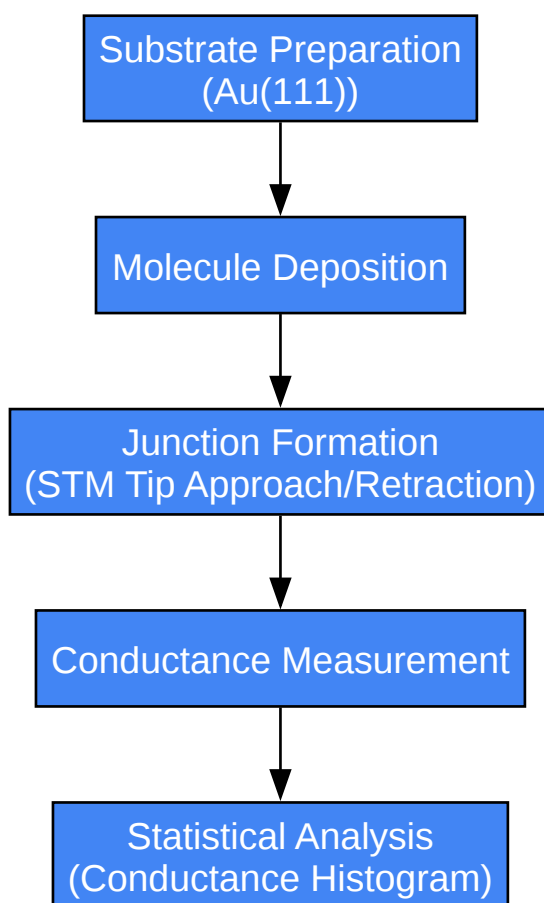 Substrate Preparation
(Au(111))
Molecule Deposition
Junction Formation
(STM Tip Approach/Retraction)
Conductance Measurement
Statistical Analysis
(Conductance Histogram)